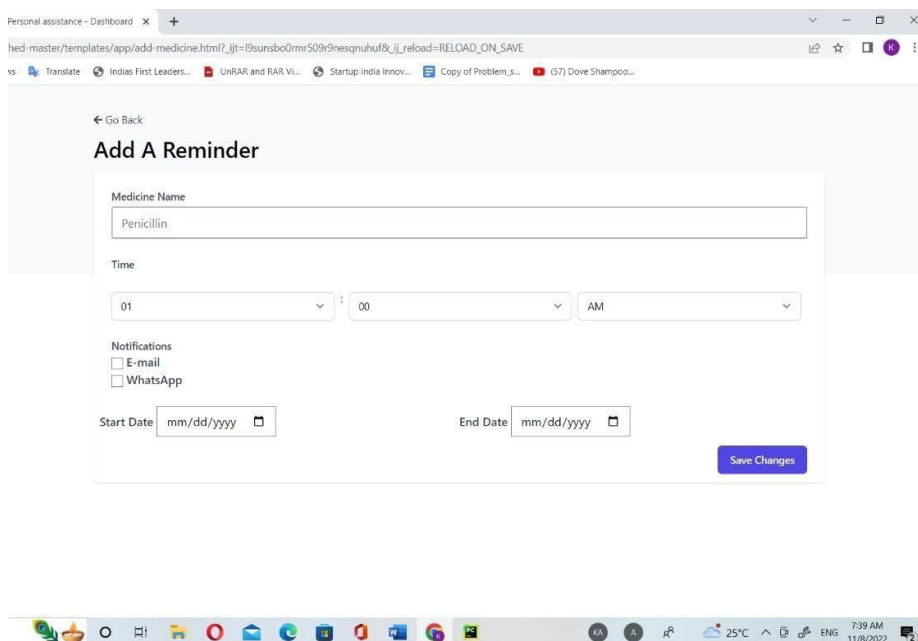 Personal assistance - Dashboard
hed-master/templates/app/add-medicine.html?_ijt=l9sunsbo0rmr509r9nesqnuhuf&_ij_reload=RELOAD_ON_SAVE
K
ws Translate Indias First Leaders... UnRAR and RAR Vi... Startup India Innov... Copy of Problem_s... (57) Dove Shampoo...
Go Back
Add A Reminder
Medicine Name
Penicillin
Time
01 : 00 AM
Notifications
E-mail
WhatsApp
Start Date mm/dd/yyyy End Date mm/dd/yyyy
Save Changes
KA A 25°C ENG 7:39 AM
11/8/2022